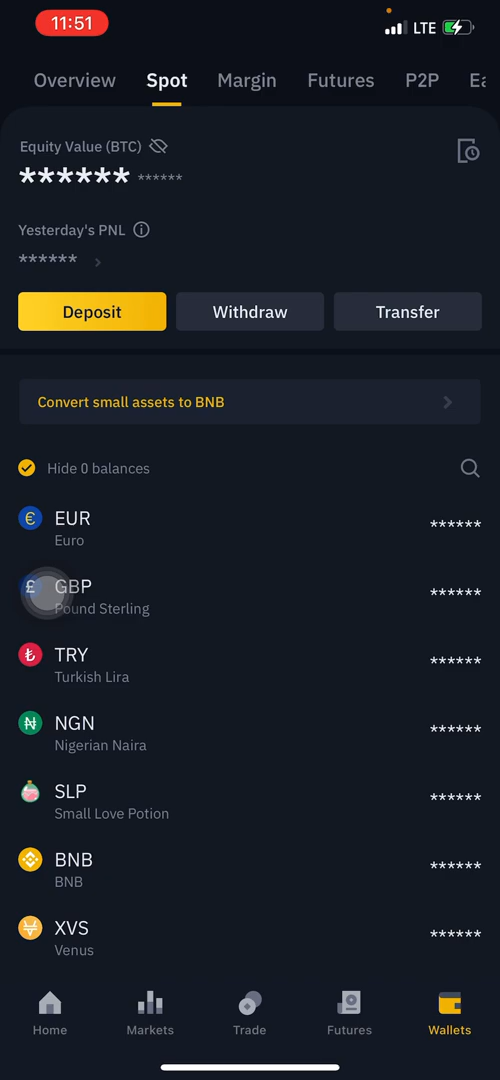 11:51
LTE
Overview Spot Margin Futures P2P Ea
Equity Value (BTC)
****** ******
Yesterday's PNL
******
Deposit Withdraw Transfer
Convert small assets to BNB
Hide 0 balances
EUR
******
Euro
GBP
******
Pound Sterling
TRY
******
Turkish Lira
NGN
******
Nigerian Naira
SLP
******
Small Love Potion
BNB
******
BNB
XVS
******
Venus
Home Markets Trade Futures Wallets